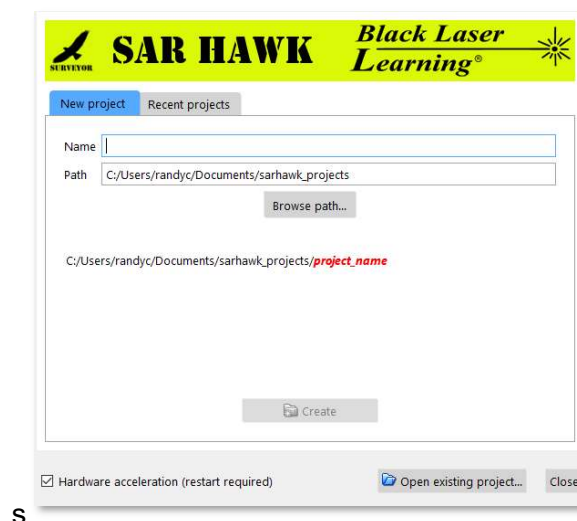 SURVEYOR
SAR HAWK
Black Laser
Learning®
New project
Recent projects
Name
Path C:/Users/randyc/Documents/sarhawk_projects
Browse path...
C:/Users/randyc/Documents/sarhawk_projects/project_name
Create
Hardware acceleration (restart required)
Open existing project...
Close
s